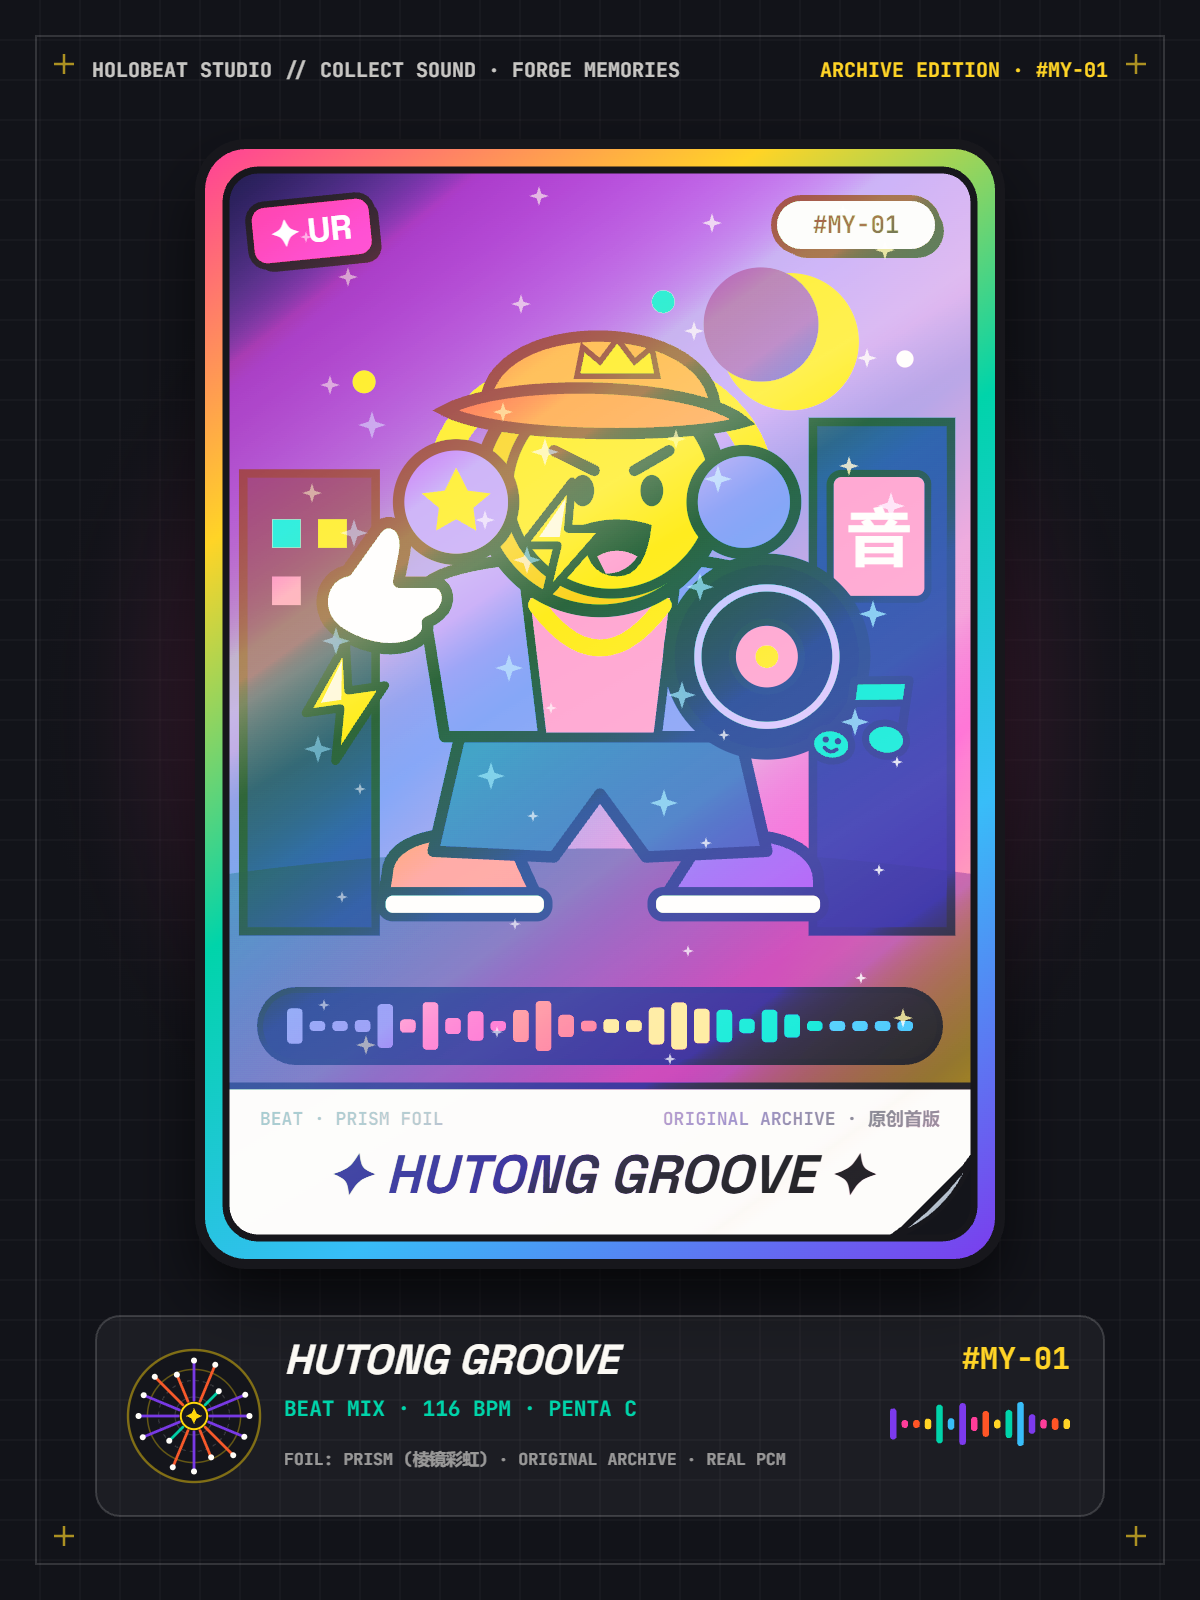 HOLOBEAT STUDIO // COLLECT SOUND · FORGE MEMORIES
ARCHIVE EDITION · #MY-01
UR
#MY-01
音
BEAT · PRISM FOIL
ORIGINAL ARCHIVE · 原创首版
HUTONG GROOVE
HUTONG GROOVE
#MY-01
BEAT MIX · 116 BPM · PENTA C
FOIL: PRISM (棱镜彩虹) · ORIGINAL ARCHIVE · REAL PCM